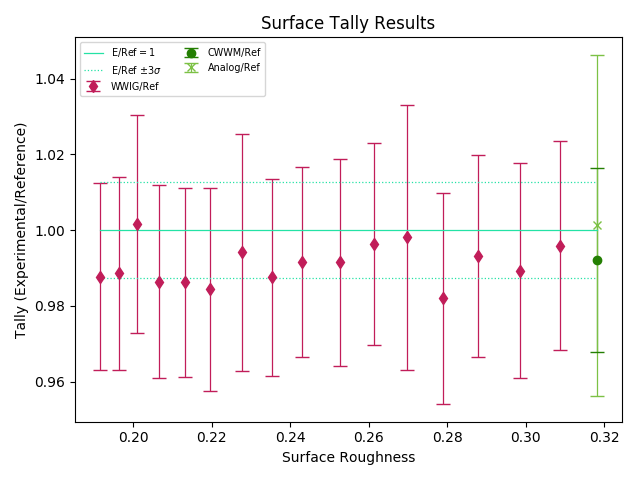 Surface Tally Results
E/Ref = 1
E/Ref ±3σ
WWIG/Ref
CWWM/Ref
Analog/Ref
Tally (Experimental/Reference)
1.04
1.02
1.00
0.98
0.96
0.20
0.22
0.24
0.26
0.28
0.30
0.32
Surface Roughness